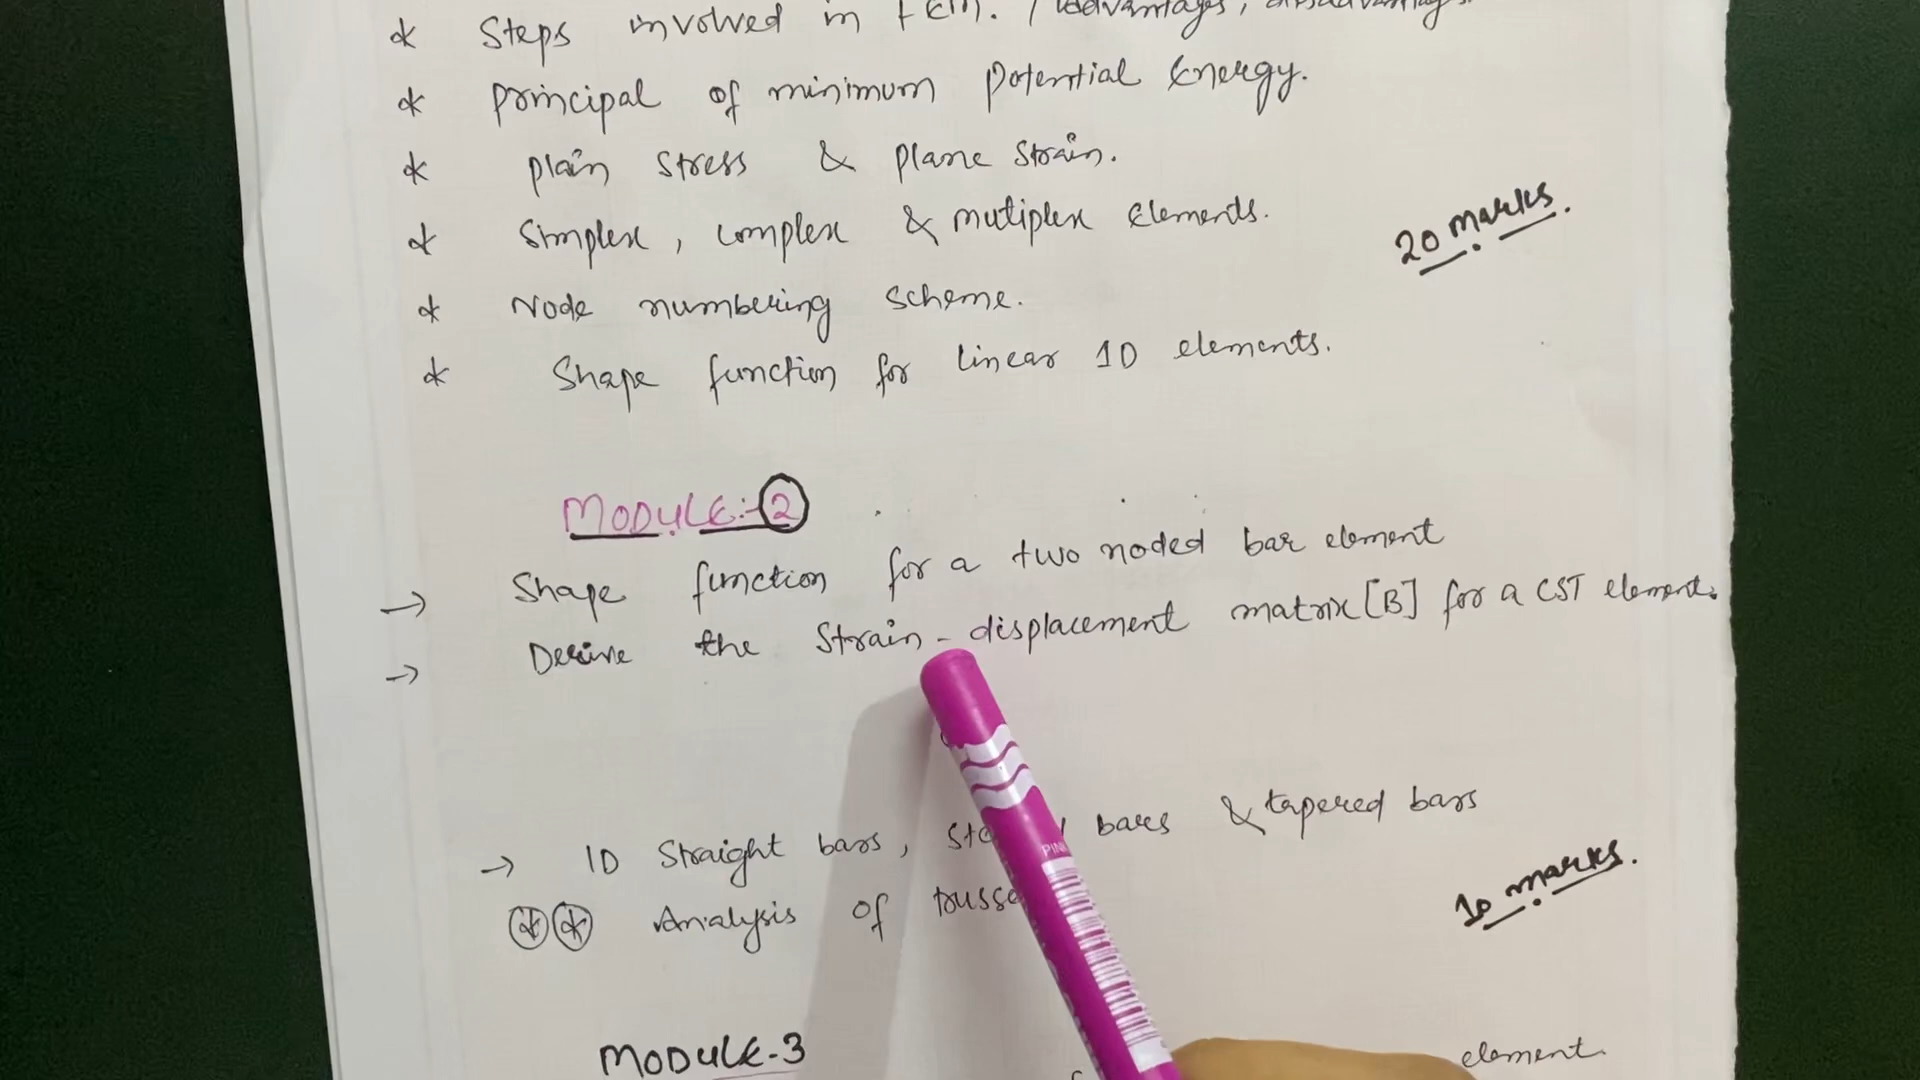 * Steps involved in FEM. / Advantages, disadvantages.
* Principal of minimum Potential Energy.
* plain stress & plane strain.
* Simplex, complex & mutiplex Elements.
20 marks.
* Node numbering scheme.
* Shape function for linear 1D elements.
MODULE:-2
→ Shape function for a two noded bar element
→ Derive the Strain-displacement matrix [B] for a CST element.
→ 1D Straight bars, bars & tapered bars
** Analysis of
10 marks.
MODULE-3
element.
PIN